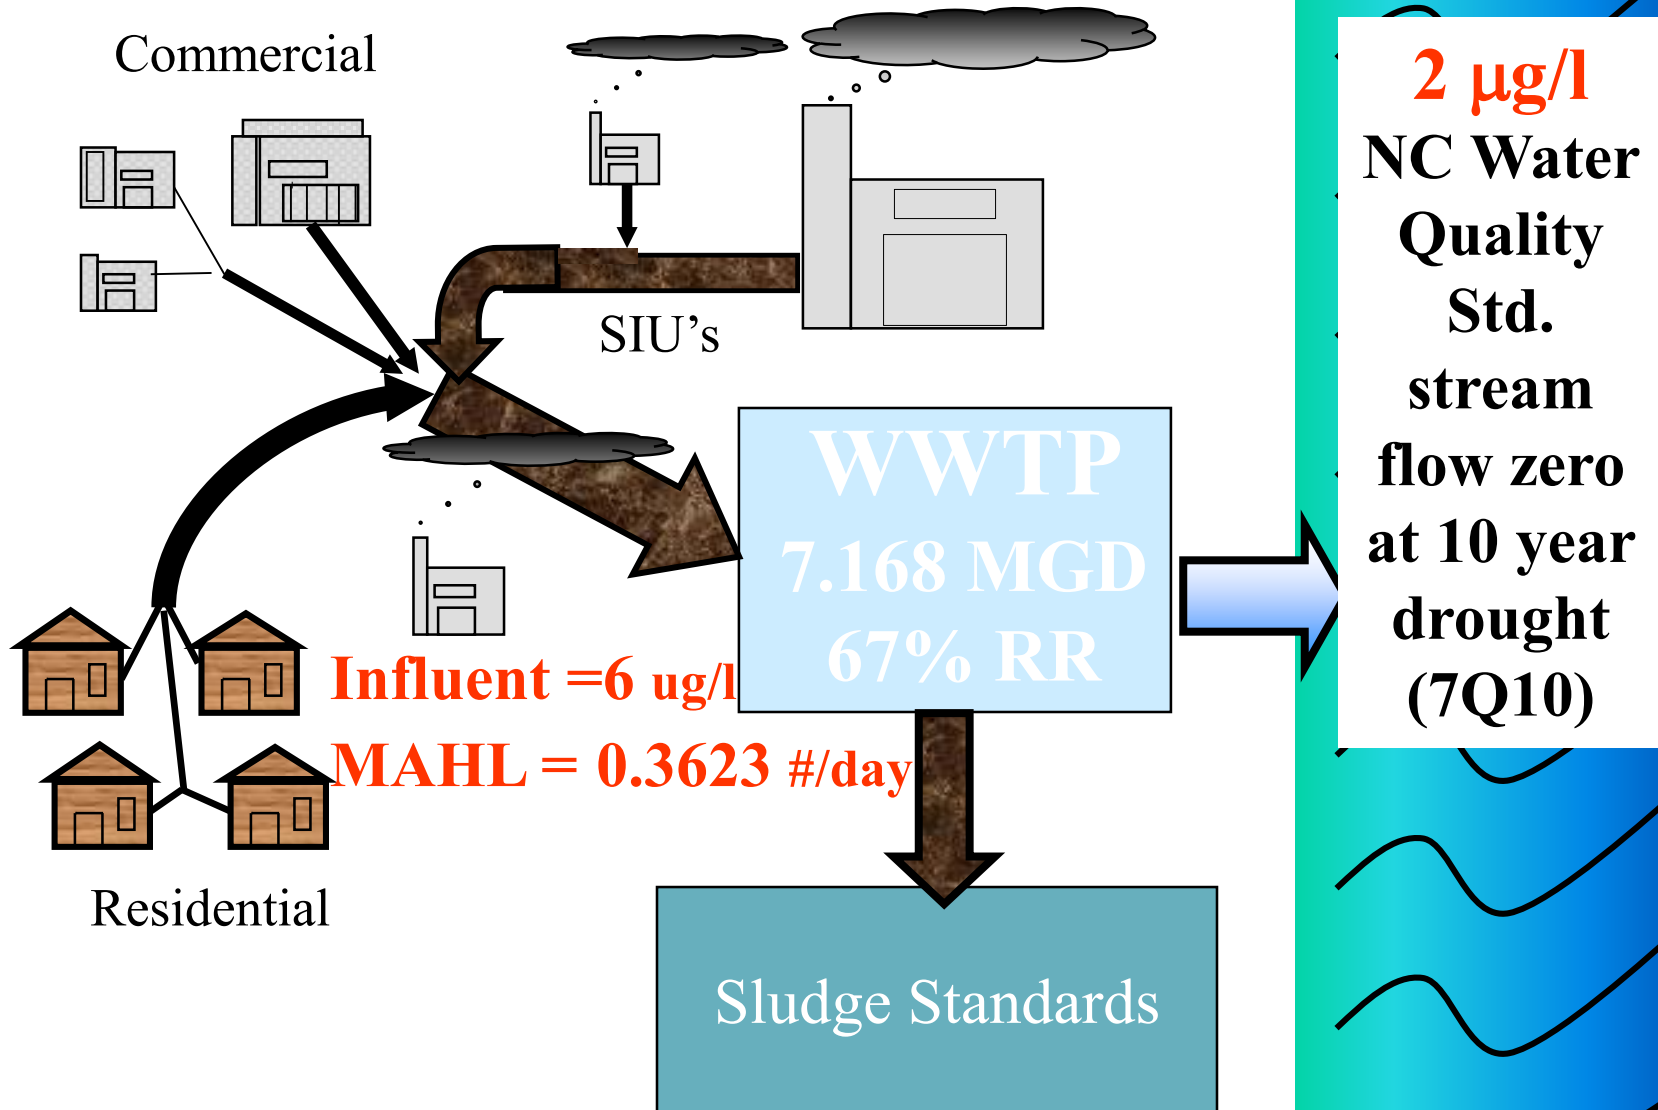 Commercial
SIU’s
WWTP
7.168 MGD
67% RR
Influent =6 ug/l
MAHL = 0.3623 #/day
Residential
Sludge Standards
2 μg/l
NC Water
Quality
Std.
stream
flow zero
at 10 year
drought
(7Q10)